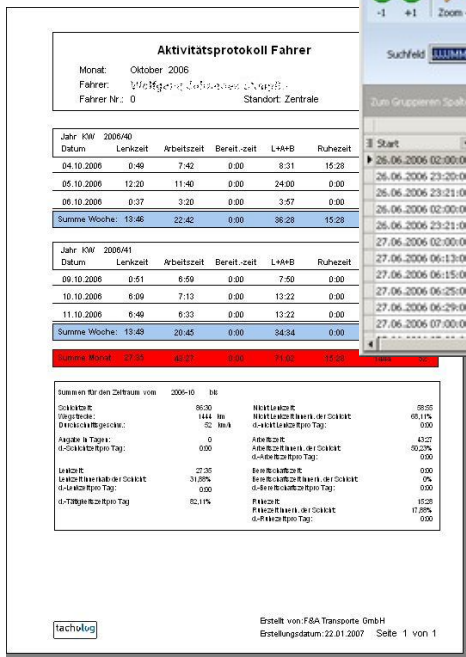 Aktivitätsprotokoll Fahrer
Monat: Oktober 2006
Fahrer:
Fahrer Nr.: 0 Standort: Zentrale
Jahr KW 2006/40
Datum Lenkzeit Arbeitszeit Bereit.-zeit L+A+B Ruhezeit
04.10.2006 0:49 7:42 0:00 8:31 15:28
05.10.2006 12:20 11:40 0:00 24:00 0:00
06.10.2006 0:37 3:20 0:00 3:57 0:00
Summe Woche: 13:46 22:42 0:00 36:28 15:28
Jahr KW 2006/41
Datum Lenkzeit Arbeitszeit Bereit.-zeit L+A+B Ruhezeit
09.10.2006 0:51 6:59 0:00 7:50 0:00
10.10.2006 6:09 7:13 0:00 13:22 0:00
11.10.2006 6:49 6:33 0:00 13:22 0:00
Summe Woche: 13:49 20:45 0:00 34:34 0:00
Summe Monat: 27:35 43:27 0:00 71:02 15:28 1444 52
Summen für den Zeitraum vom 2006-10 bis
Schichtzeit: 86:30 Nicht Lenkzeit: 58:55
Wegstrecke: 1444 km Nicht Lenkzeit innerh. der Schicht: 68,11%
Durchschnittsgeschw.: 52 km/h d.-nicht Lenkzeit pro Tag: 0:00
Angabe in Tagen: 0 Arbeitszeit: 43:27
d.-Schichtzeit pro Tag: 0:00 Arbeitszeit innerh. der Schicht: 50,23%
d.-Arbeitszeit pro Tag: 0:00
Lenkzeit: 27:35 Bereitschaftszeit: 0:00
Lenkzeit innerhalb der Schicht: 31,88% Bereitschaftszeit innerh. der Schicht: 0%
d.-Lenkzeit pro Tag: 0:00 d.-Bereitschaftszeit pro Tag: 0:00
d.-Tätigkeitszeit pro Tag 82,11% Ruhezeit: 15:28
Ruhezeit innerh. der Schicht: 17,88%
d.-Ruhezeit pro Tag: 0:00
tacholog
Erstellt von: F&A Transporte GmbH
Erstellungsdatum: 22.01.2007 Seite 1 von 1
-1 +1 Zoom
Suchfeld
Zum Gruppieren Spalte
Start
26.06.2006 02:00:00
26.06.2006 23:20:00
26.06.2006 23:21:00
26.06.2006 02:00:00
26.06.2006 23:21:00
27.06.2006 02:00:00
27.06.2006 06:13:00
27.06.2006 06:15:00
27.06.2006 06:25:00
27.06.2006 06:29:00
27.06.2006 07:00:00